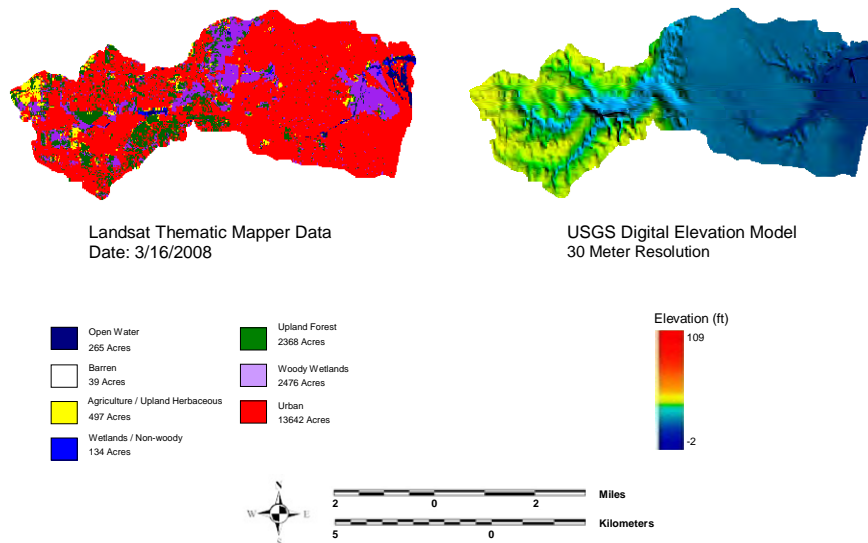 Landsat Thematic Mapper Data
Date: 3/16/2008
USGS Digital Elevation Model
30 Meter Resolution
Open Water
265 Acres
Barren
39 Acres
Agriculture / Upland Herbaceous
497 Acres
Wetlands / Non-woody
134 Acres
Upland Forest
2368 Acres
Woody Wetlands
2476 Acres
Urban
13642 Acres
Elevation (ft)
109
-2
N
W E
S
Miles
2 0 2
Kilometers
5 0